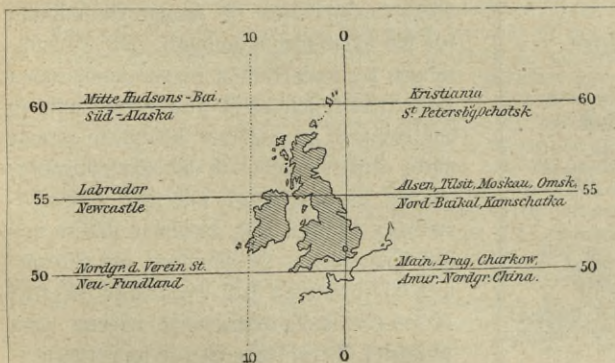 10 0
60 Mitte Hudsons-Bai, Kristiania 60
Süd-Alaska St Petersb'g, Ochotsk
55 Labrador Alsen, Tilsit, Moskau, Omsk, 55
Newcastle Nord-Baikal, Kamschatka
50 Nordgr. d. Verein St. Main, Prag, Charkow, 50
Neu-Fundland Amur, Nordgr. China.
10 0